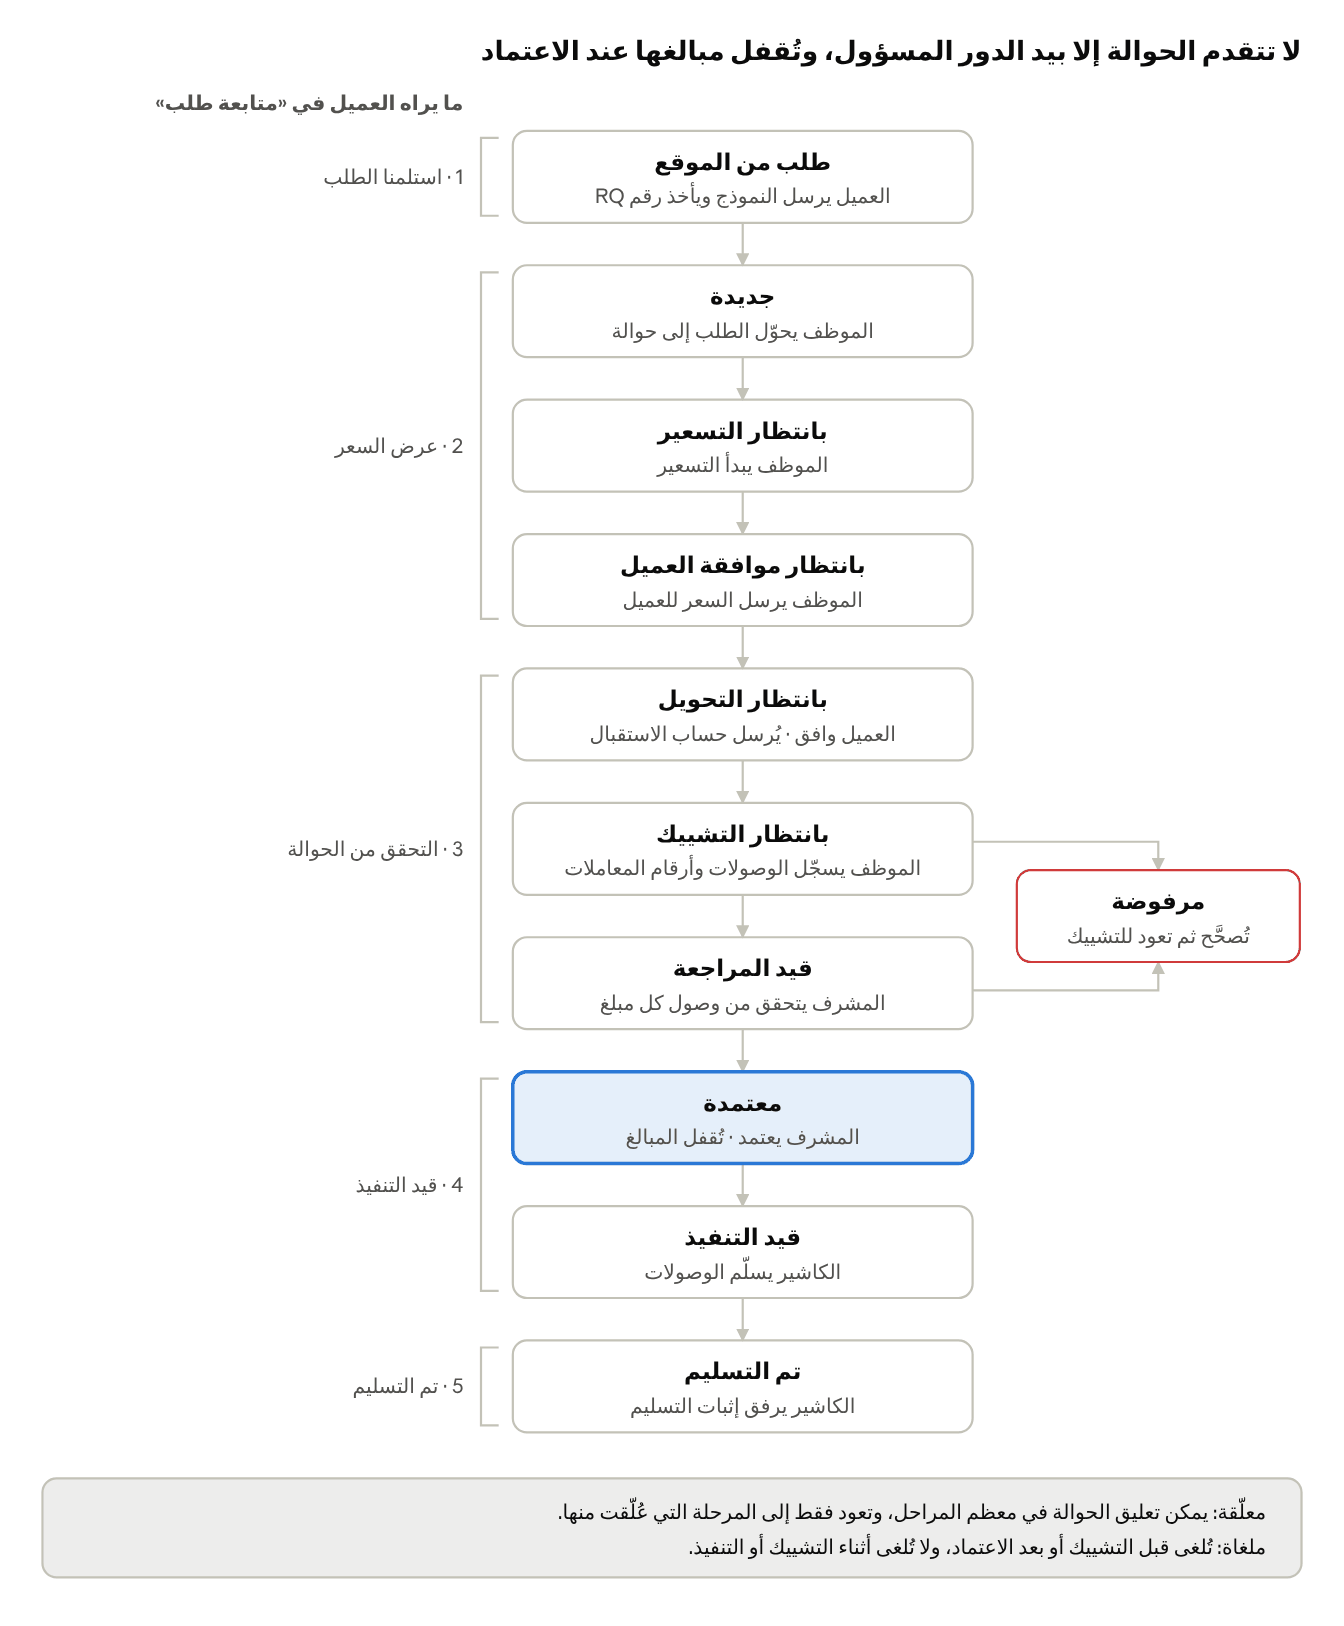 لا تتقدم الحوالة إلا بيد الدور المسؤول، وتُقفل مبالغها عند الاعتماد
ما يراه العميل في «متابعة طلب»
طلب من الموقع
العميل يرسل النموذج ويأخذ رقم RQ
1 · استلمنا الطلب
جديدة
الموظف يحوّل الطلب إلى حوالة
بانتظار التسعير
الموظف يبدأ التسعير
2 · عرض السعر
بانتظار موافقة العميل
الموظف يرسل السعر للعميل
بانتظار التحويل
العميل وافق · يُرسل حساب الاستقبال
بانتظار التشييك
الموظف يسجّل الوصولات وأرقام المعاملات
3 · التحقق من الحوالة
مرفوضة
تُصحَّح ثم تعود للتشييك
قيد المراجعة
المشرف يتحقق من وصول كل مبلغ
معتمدة
المشرف يعتمد · تُقفل المبالغ
4 · قيد التنفيذ
قيد التنفيذ
الكاشير يسلّم الوصولات
تم التسليم
الكاشير يرفق إثبات التسليم
5 · تم التسليم
معلّقة: يمكن تعليق الحوالة في معظم المراحل، وتعود فقط إلى المرحلة التي عُلّقت منها.
ملغاة: تُلغى قبل التشييك أو بعد الاعتماد، ولا تُلغى أثناء التشييك أو التنفيذ.